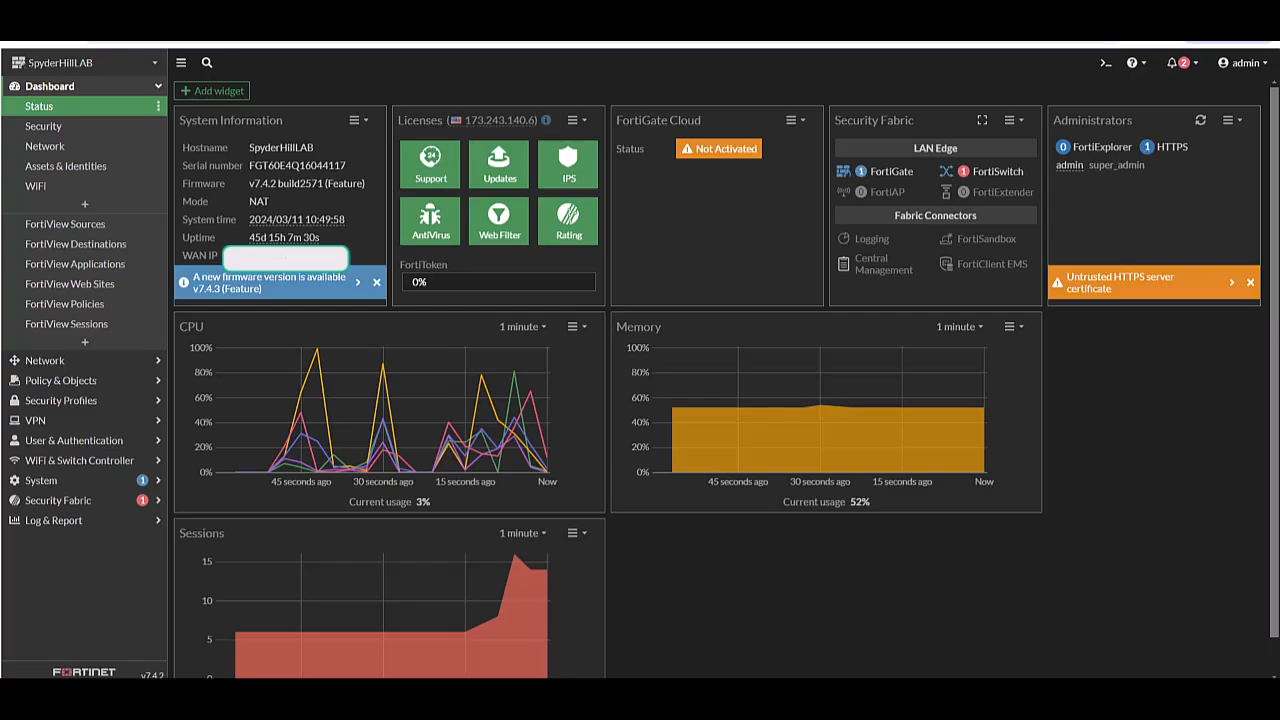 SpyderHillLAB
admin
2
Dashboard
Status
Security
Network
Assets & Identities
WiFi
FortiView Sources
FortiView Destinations
FortiView Applications
FortiView Web Sites
FortiView Policies
FortiView Sessions
Network
Policy & Objects
Security Profiles
VPN
User & Authentication
WiFi & Switch Controller
System 1
Security Fabric 1
Log & Report
FORTINET v7.4.2
Add widget
System Information
Hostname SpyderHillLAB
Serial number FGT60E4Q16044117
Firmware v7.4.2 build2571 (Feature)
Mode NAT
System time 2024/03/11 10:49:58
Uptime 45d 15h 7m 30s
WAN IP
A new firmware version is available
v7.4.3 (Feature)
Licenses (173.243.140.6)
24
Support
Updates
IPS
AntiVirus
Web Filter
Rating
FortiToken
0%
FortiGate Cloud
Status Not Activated
Security Fabric
LAN Edge
1 FortiGate 1 FortiSwitch
0 FortiAP 0 FortiExtender
Fabric Connectors
Logging FortiSandbox
Central
Management
FortiClient EMS
Administrators
0 FortiExplorer 1 HTTPS
admin super_admin
Untrusted HTTPS server
certificate
CPU 1 minute
100%
80%
60%
40%
20%
0%
45 seconds ago 30 seconds ago 15 seconds ago Now
Current usage 3%
Memory 1 minute
100%
80%
60%
40%
20%
0%
45 seconds ago 30 seconds ago 15 seconds ago Now
Current usage 52%
Sessions 1 minute
15
10
5
0